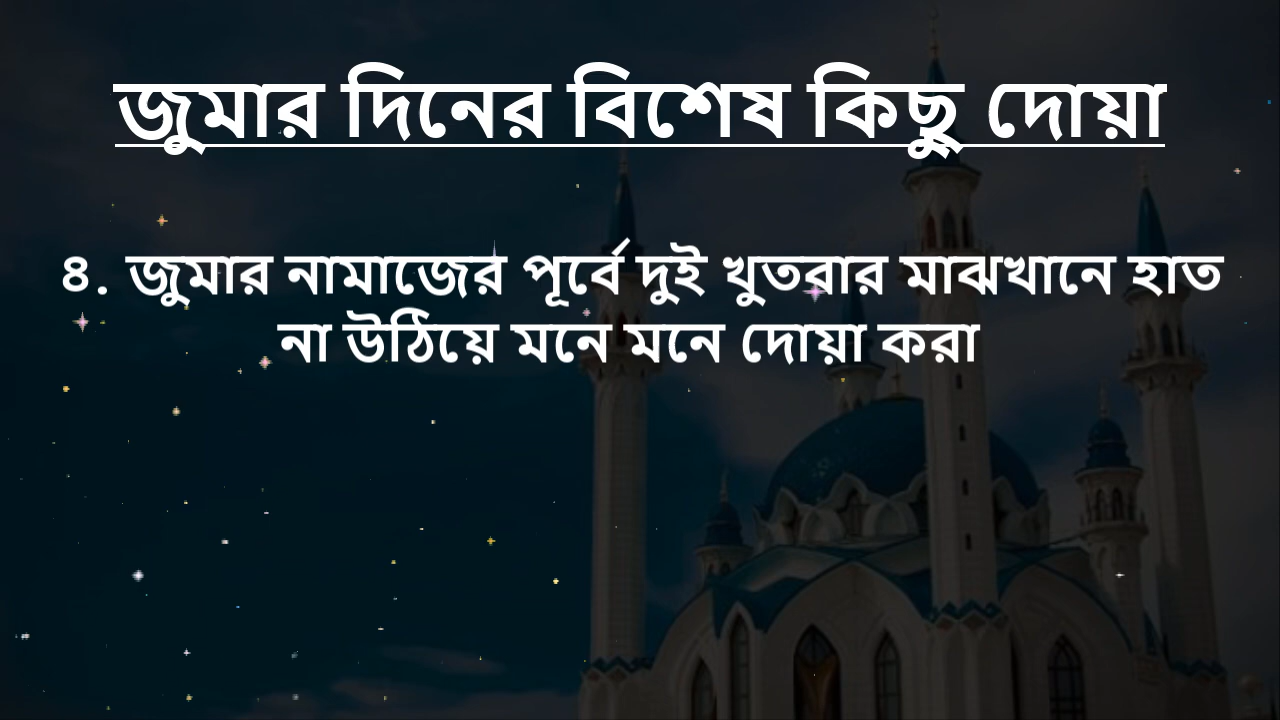 জুমার দিনের বিশেষ কিছু দোয়া
৪. জুমার নামাজের পূর্বে দুই খুতবার মাঝখানে হাত
না উঠিয়ে মনে মনে দোয়া করা